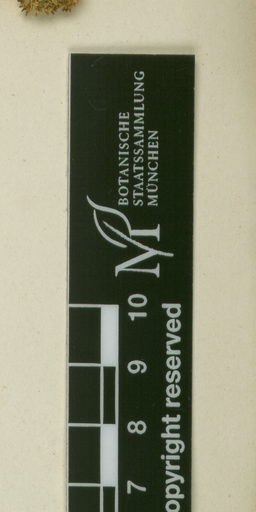 BOTANISCHE
STAATSSAMMLUNG
MÜNCHEN
M
7 8 9 10
opyright reserved